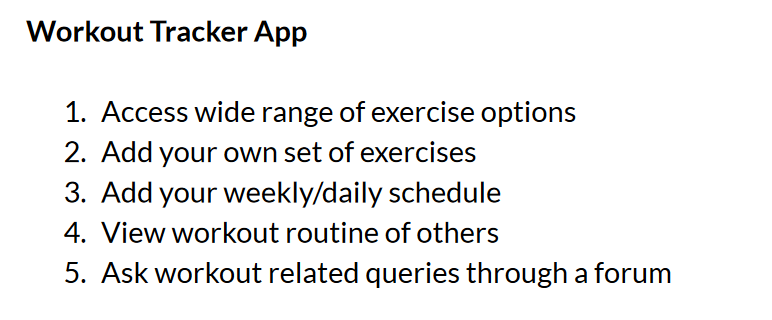 Workout Tracker App
1. Access wide range of exercise options
2. Add your own set of exercises
3. Add your weekly/daily schedule
4. View workout routine of others
5. Ask workout related queries through a forum